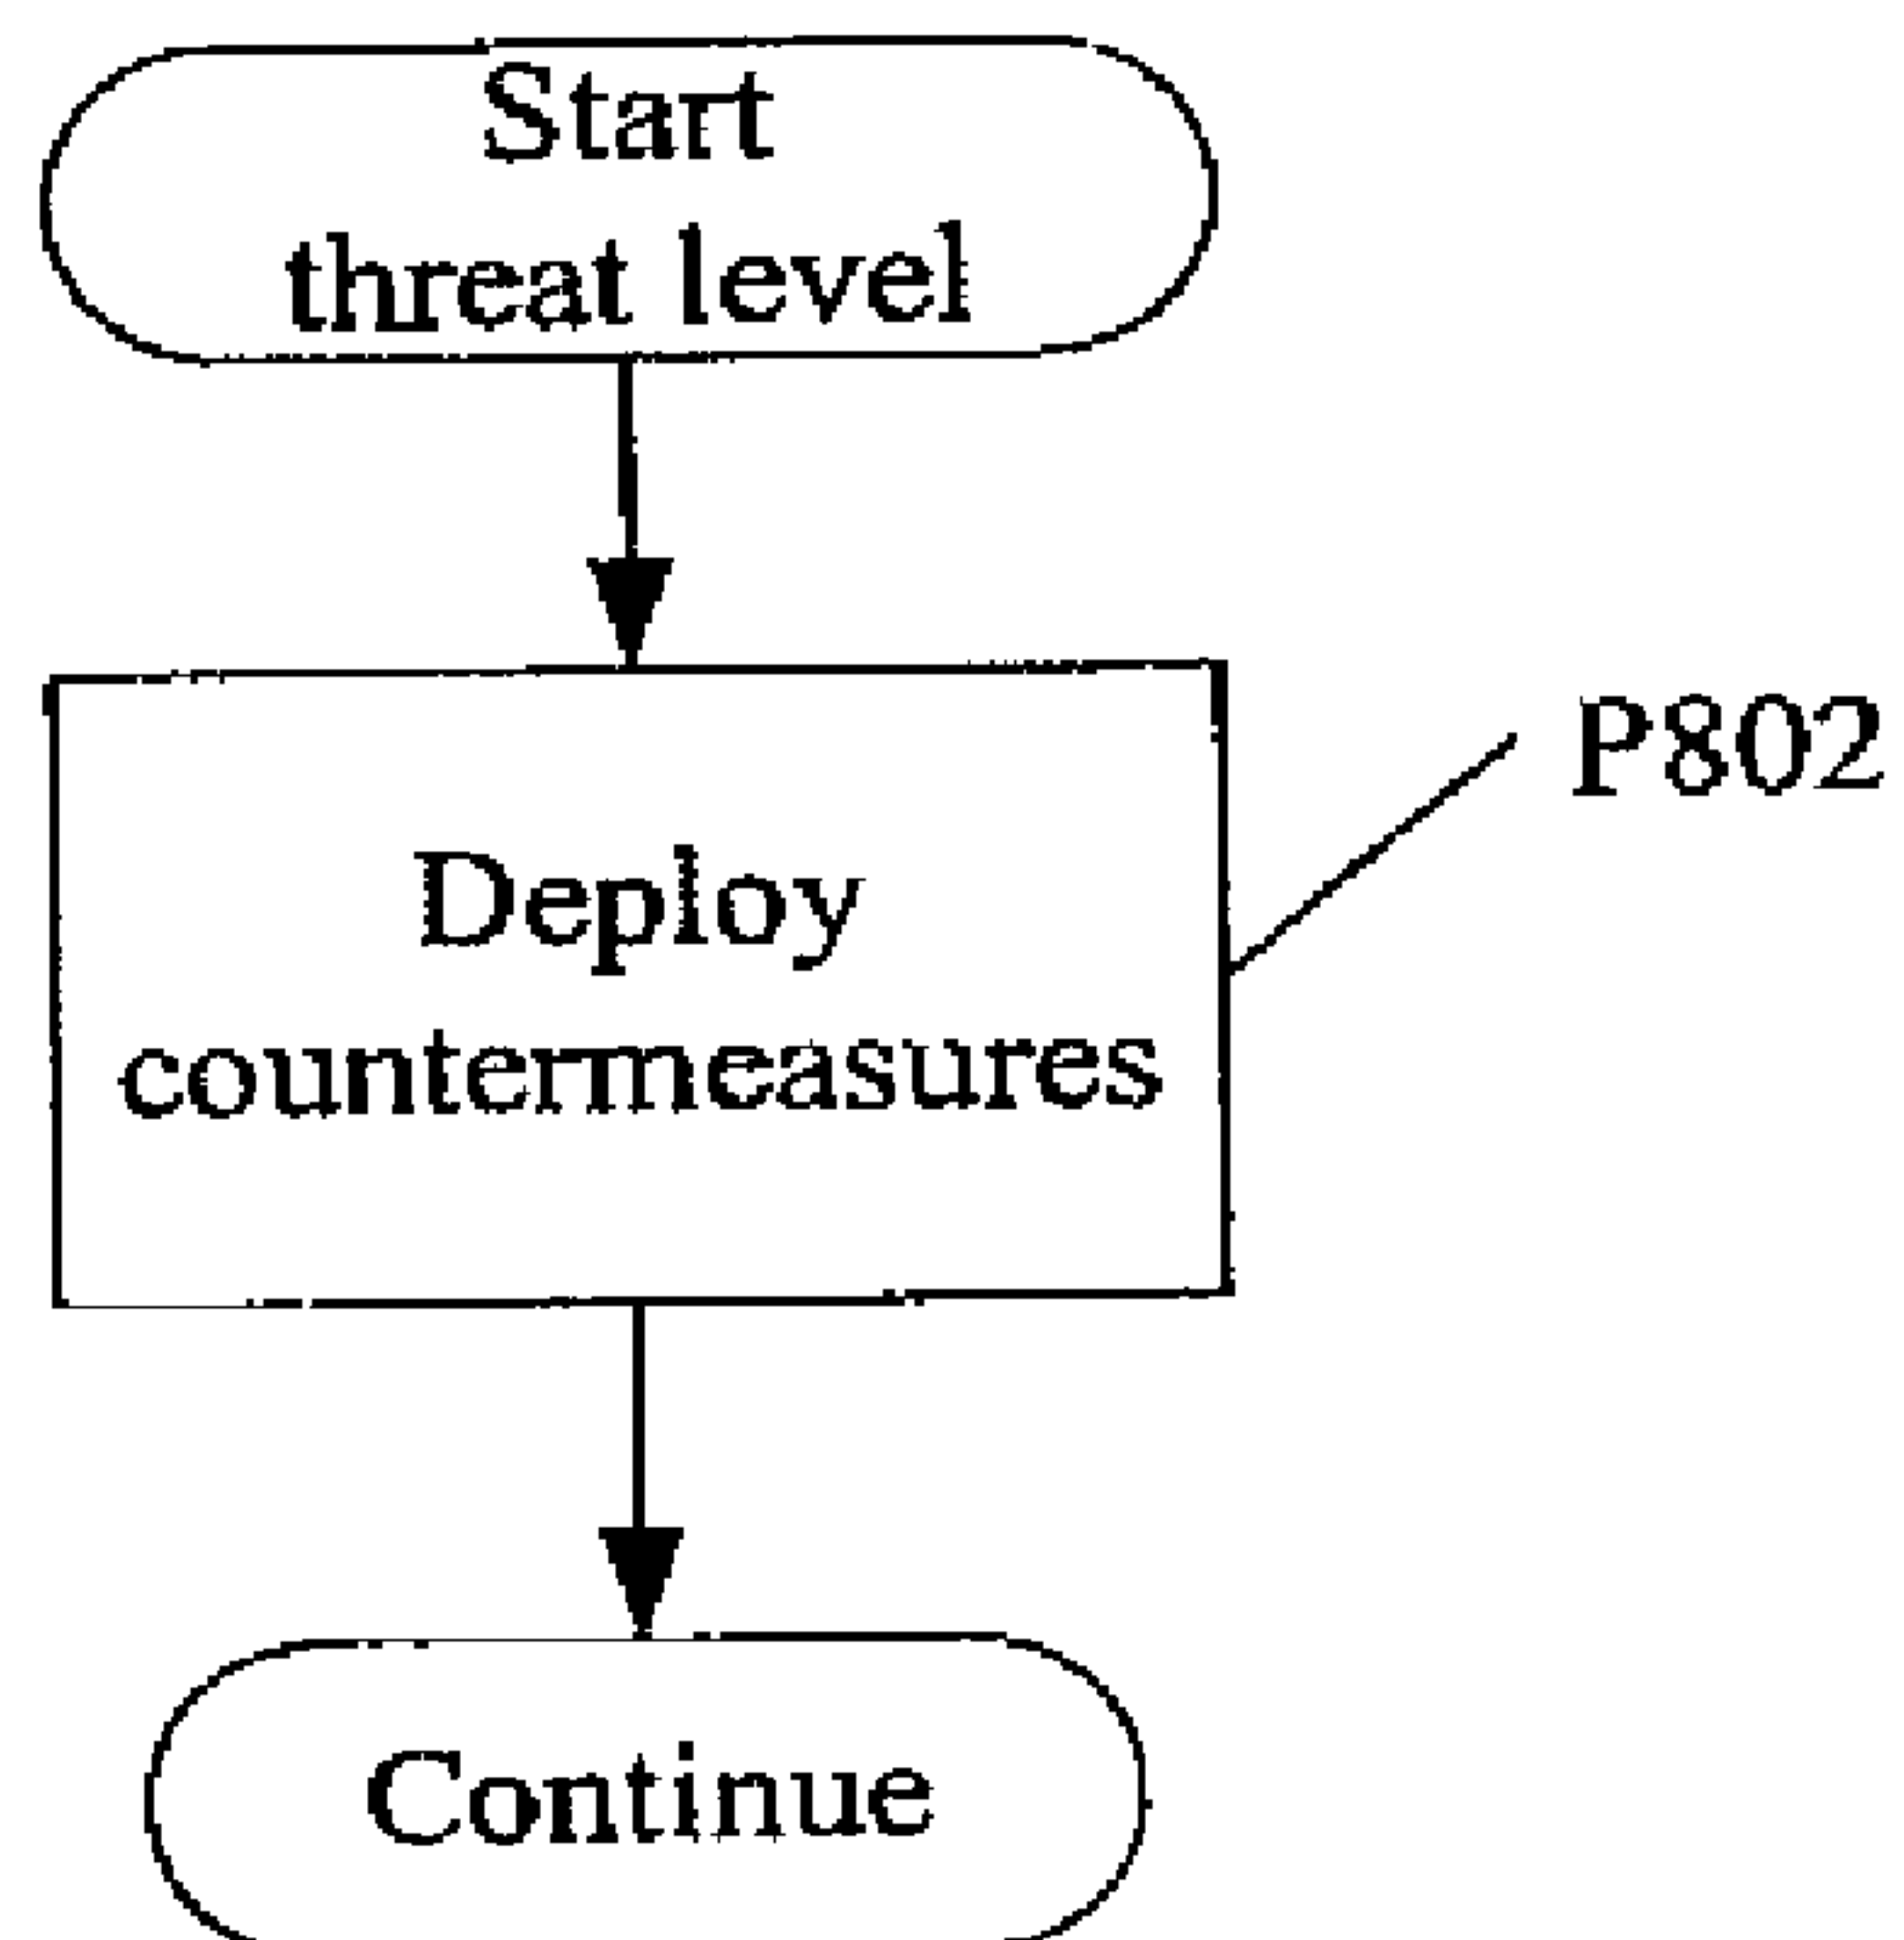 Start
threat level
P802
Deploy
countermeasures
Continue